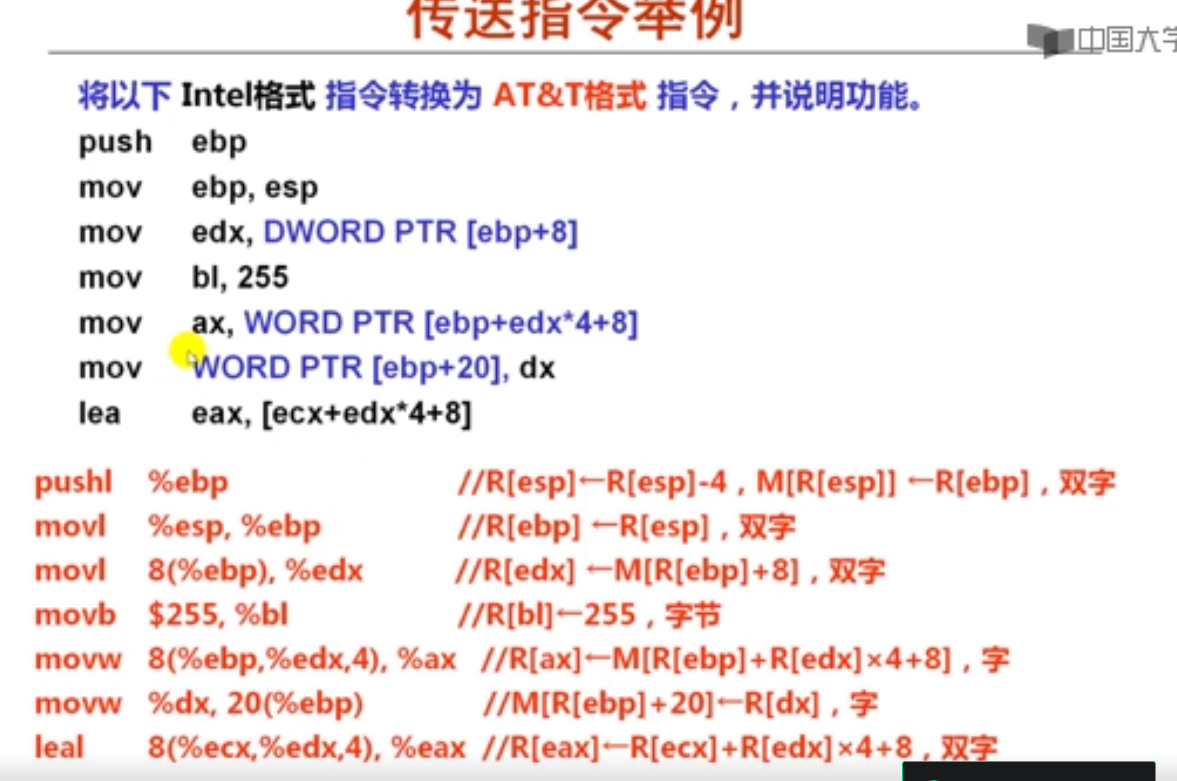 传送指令举例
中国大学
将以下 Intel格式 指令转换为 AT&T格式 指令，并说明功能。
push ebp
mov ebp, esp
mov edx, DWORD PTR [ebp+8]
mov bl, 255
mov ax, WORD PTR [ebp+edx*4+8]
mov WORD PTR [ebp+20], dx
lea eax, [ecx+edx*4+8]
pushl %ebp //R[esp]←R[esp]-4，M[R[esp]] ←R[ebp]，双字
movl %esp, %ebp //R[ebp] ←R[esp]，双字
movl 8(%ebp), %edx //R[edx] ←M[R[ebp]+8]，双字
movb $255, %bl //R[bl]←255，字节
movw 8(%ebp,%edx,4), %ax //R[ax]←M[R[ebp]+R[edx]×4+8]，字
movw %dx, 20(%ebp) //M[R[ebp]+20]←R[dx]，字
leal 8(%ecx,%edx,4), %eax //R[eax]←R[ecx]+R[edx]×4+8，双字